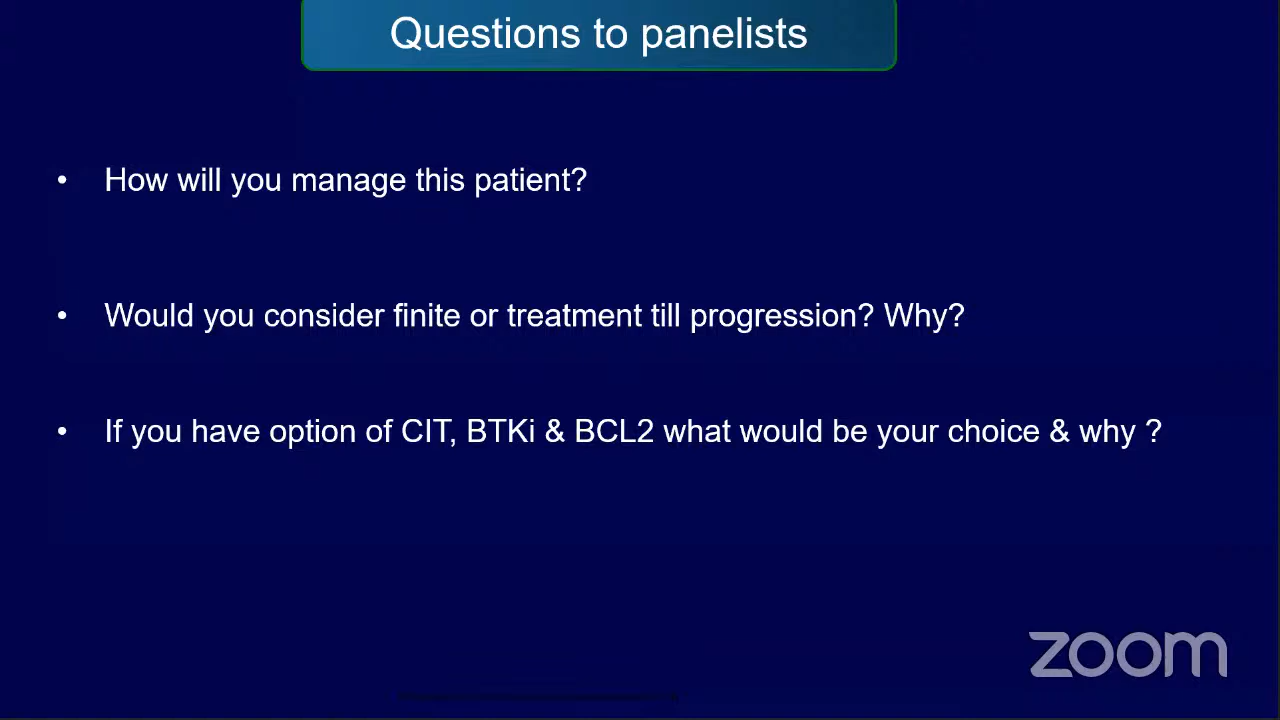 Questions to panelists
• How will you manage this patient?
• Would you consider finite or treatment till progression? Why?
• If you have option of CIT, BTKi & BCL2 what would be your choice & why ?
zoom